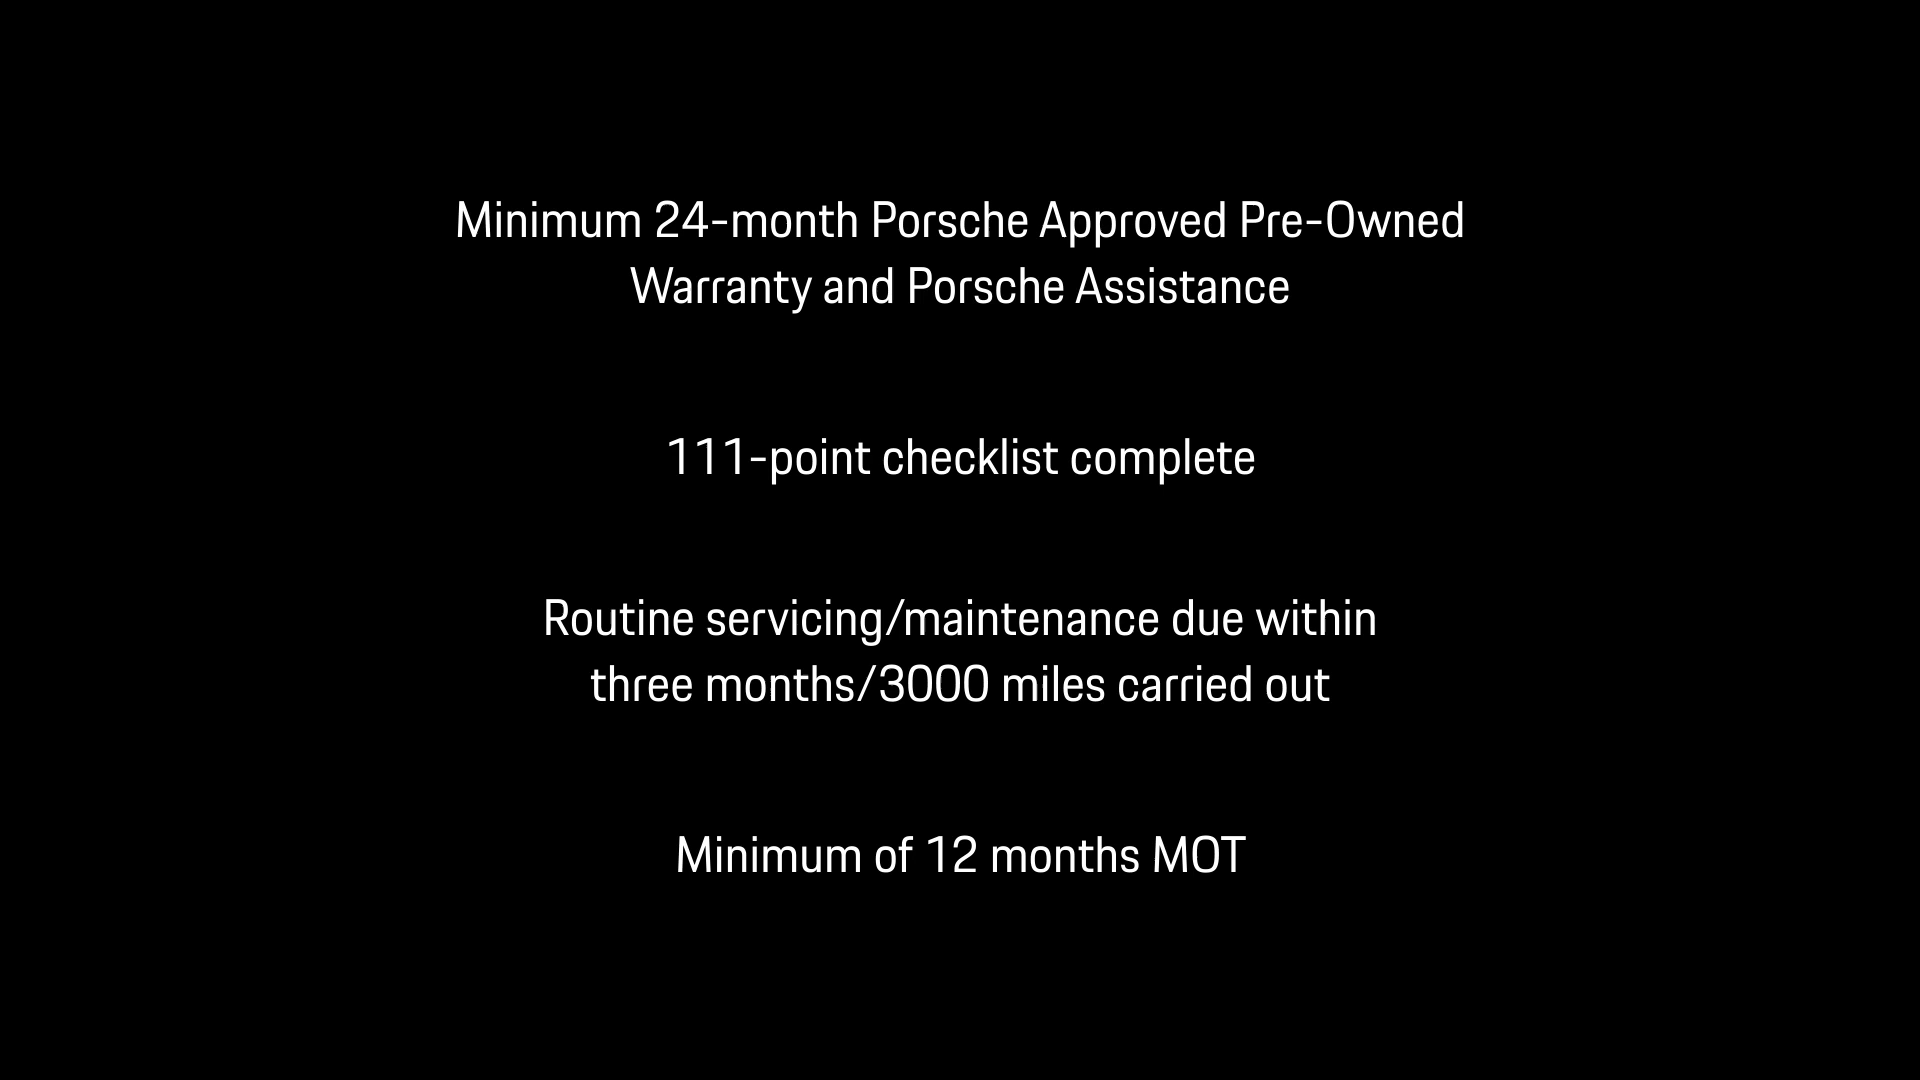 Minimum 24-month Porsche Approved Pre-Owned
Warranty and Porsche Assistance
111-point checklist complete
Routine servicing/maintenance due within
three months/3000 miles carried out
Minimum of 12 months MOT